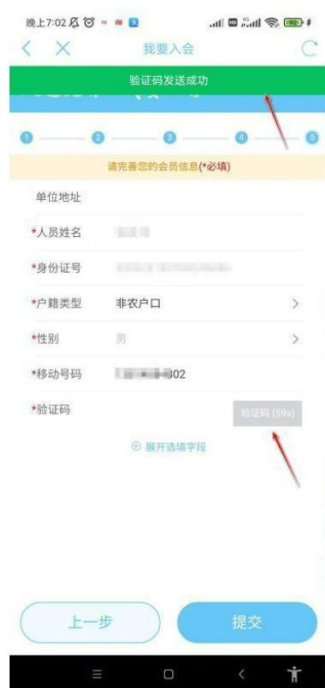 晚上7:02
我要入会
验证码发送成功
请完善您的会员信息(*必填)
单位地址
*人员姓名
*身份证号
*户籍类型 非农户口
*性别 男
*移动号码 302
*验证码 验证码 (59s)
展开选填字段
上一步 提交